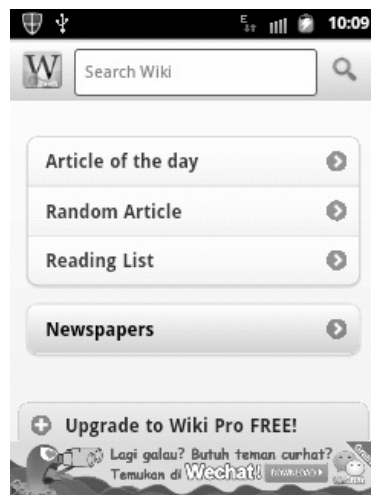 E 10:09
W Search Wiki
Article of the day
Random Article
Reading List
Newspapers
Upgrade to Wiki Pro FREE!
Lagi galau? Butuh teman curhat?
Temukan di Wechat! DOWNLOAD